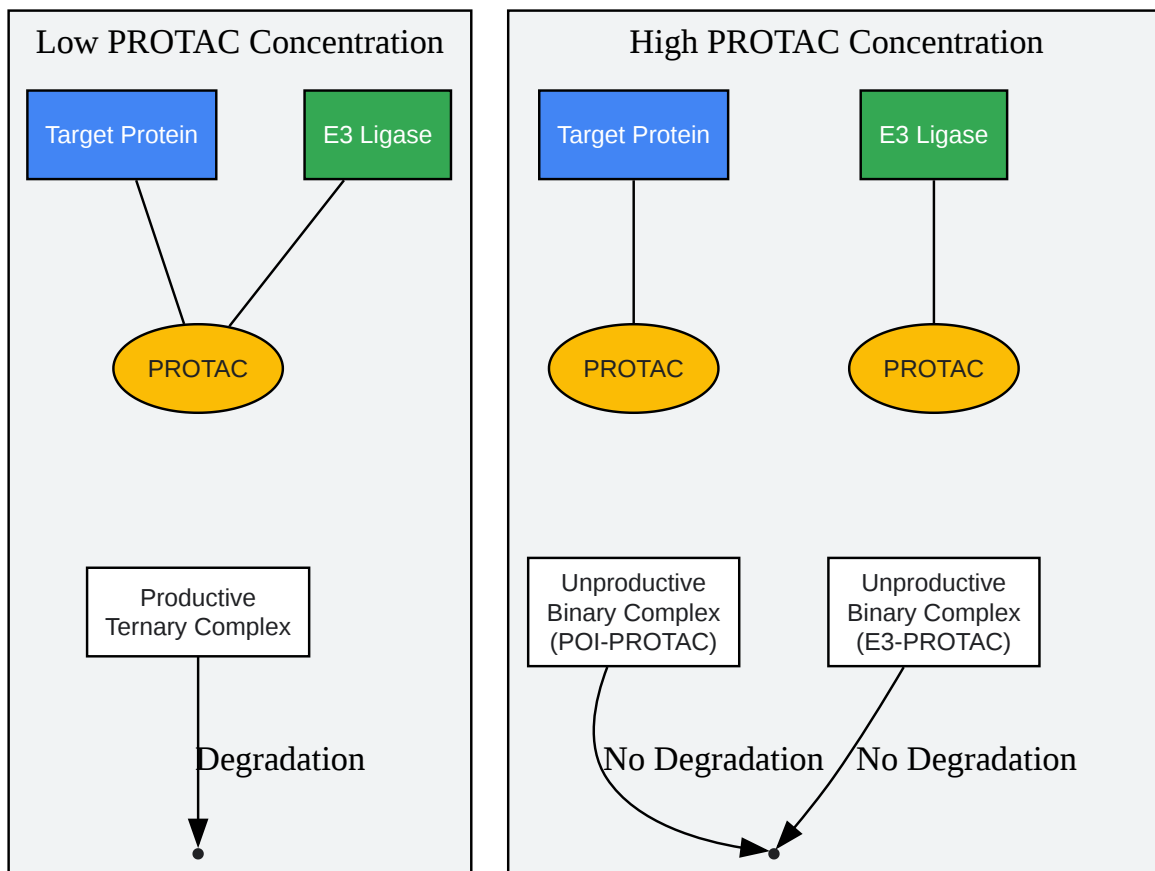 Low PROTAC Concentration
Target Protein
E3 Ligase
PROTAC
Productive
Ternary Complex
Degradation
High PROTAC Concentration
Target Protein
E3 Ligase
PROTAC
PROTAC
Unproductive
Binary Complex
(POI-PROTAC)
Unproductive
Binary Complex
(E3-PROTAC)
No Degradation
No Degradation